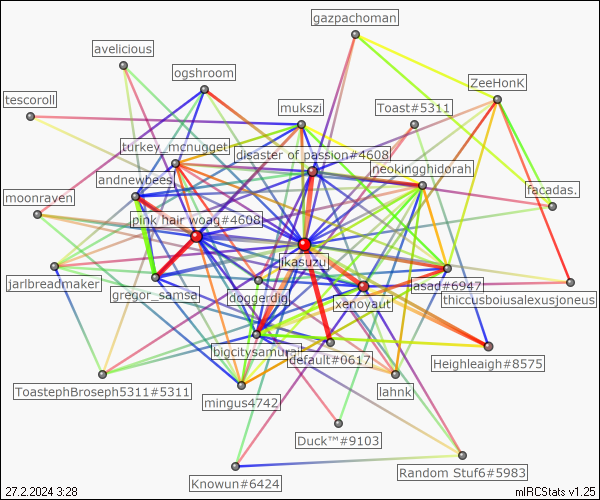 gazpachoman
avelicious
ogshroom
ZeeHonK
tescoroll
mukszi
Toast#5311
turkey_mcnugget
disaster of passion#4608
neokingghidorah
andnewbees
facadas.
moonraven
pink hair woag#4608
ikasuzu
jarlbreadmaker
gregor_samsa
doggerdig
xenoyaut
jasad#6947
thiccusboiusalexusjoneus
bigcitysamurai
default#0617
Heighleaigh#8575
ToastephBroseph5311#5311
mingus4742
lahnk
Duck™#9103
Knowun#6424
Random Stuf6#5983
27.2.2024 3:28
mIRCStats v1.25